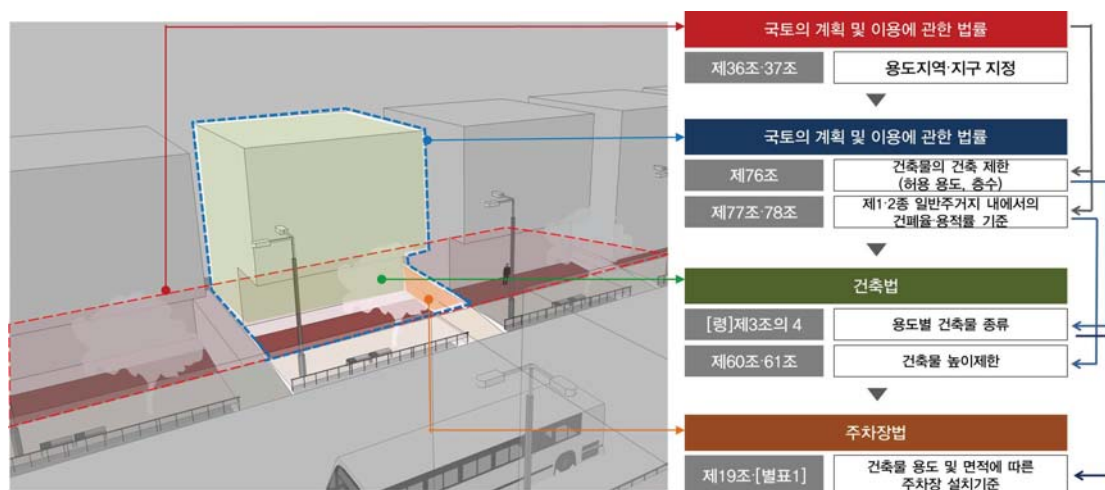 국토의 계획 및 이용에 관한 법률
제36조·37조
용도지역·지구 지정
국토의 계획 및 이용에 관한 법률
제76조
건축물의 건축 제한
(허용 용도, 층수)
제77조·78조
제1·2종 일반주거지 내에서의
건폐율·용적률 기준
건축법
[령]제3조의 4
용도별 건축물 종류
제60조·61조
건축물 높이제한
주차장법
제19조·[별표1]
건축물 용도 및 면적에 따른
주차장 설치기준